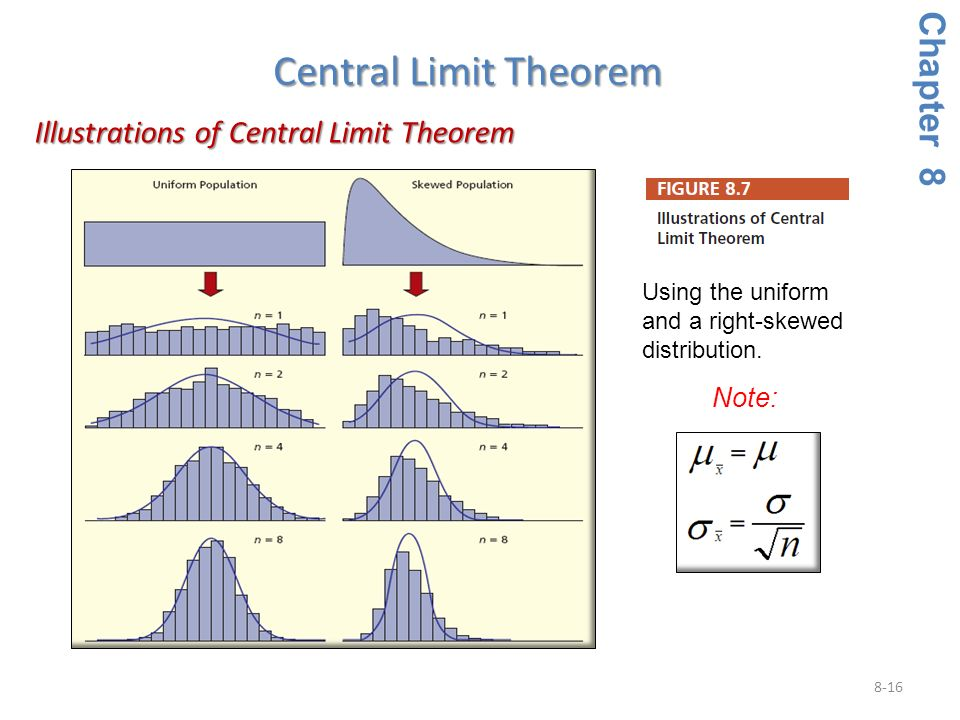 Chapter 8
Central Limit Theorem
Illustrations of Central Limit Theorem
Uniform Population
Skewed Population
n = 1
n = 1
n = 2
n = 2
n = 4
n = 4
n = 8
n = 8
FIGURE 8.7
Illustrations of Central
Limit Theorem
Using the uniform
and a right-skewed
distribution.
Note:
μx̄ = μ
σx̄ = σ/√n
8-16